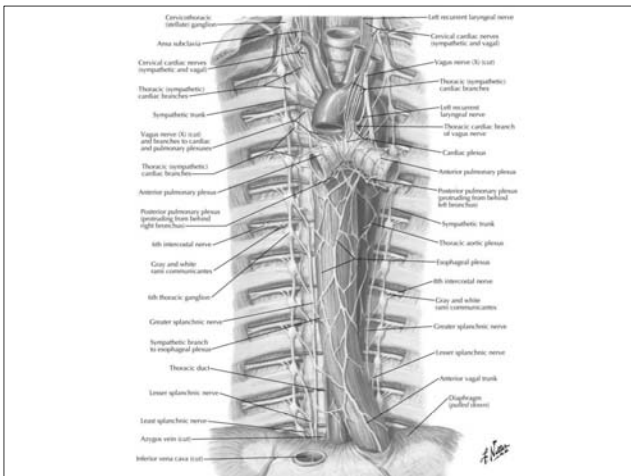 Cervicothoracic
(stellate) ganglion
Ansa subclavia
Cervical cardiac nerves
(sympathetic and vagal)
Thoracic (sympathetic)
cardiac branches
Sympathetic trunk
Vagus nerve (X) (cut)
and branches to cardiac
and pulmonary plexuses
Thoracic (sympathetic)
cardiac branches
Anterior pulmonary plexus
Posterior pulmonary plexus
(protruding from behind
right bronchus)
6th intercostal nerve
Gray and white
rami communicantes
6th thoracic ganglion
Greater splanchnic nerve
Sympathetic branch
to esophageal plexus
Thoracic duct
Lesser splanchnic nerve
Least splanchnic nerve
Azygos vein (cut)
Inferior vena cava (cut)
Left recurrent laryngeal nerve
Cervical cardiac nerves
(sympathetic and vagal)
Vagus nerve (X) (cut)
Thoracic (sympathetic)
cardiac branches
Left recurrent
laryngeal nerve
Thoracic cardiac branch
of vagus nerve
Cardiac plexus
Anterior pulmonary plexus
Posterior pulmonary plexus
(protruding from behind
left bronchus)
Sympathetic trunk
Thoracic aortic plexus
Esophageal plexus
6th intercostal nerve
Gray and white
rami communicantes
Greater splanchnic nerve
Lesser splanchnic nerve
Anterior vagal trunk
Diaphragm
(pulled down)
F. Netter